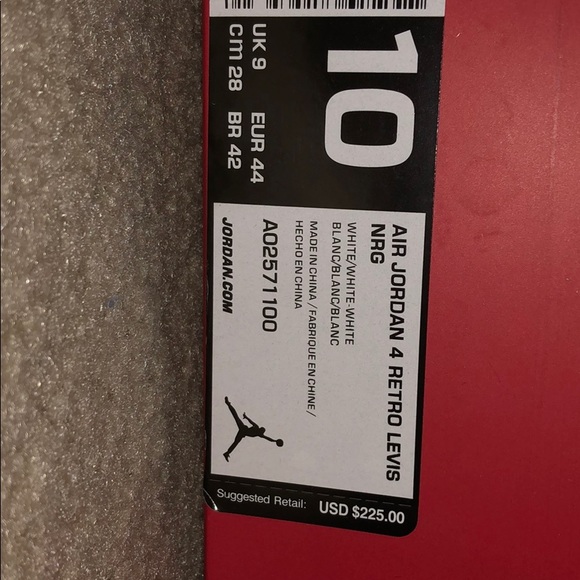 10
UK 9 EUR 44
cm 28 BR 42
AIR JORDAN 4 RETRO LEVIS
NRG
WHITE/WHITE-WHITE
BLANC/BLANC/BLANC
MADE IN CHINA / FABRIQUE EN CHINE /
HECHO EN CHINA
AO2571100
JORDAN.COM
Suggested Retail: USD $225.00